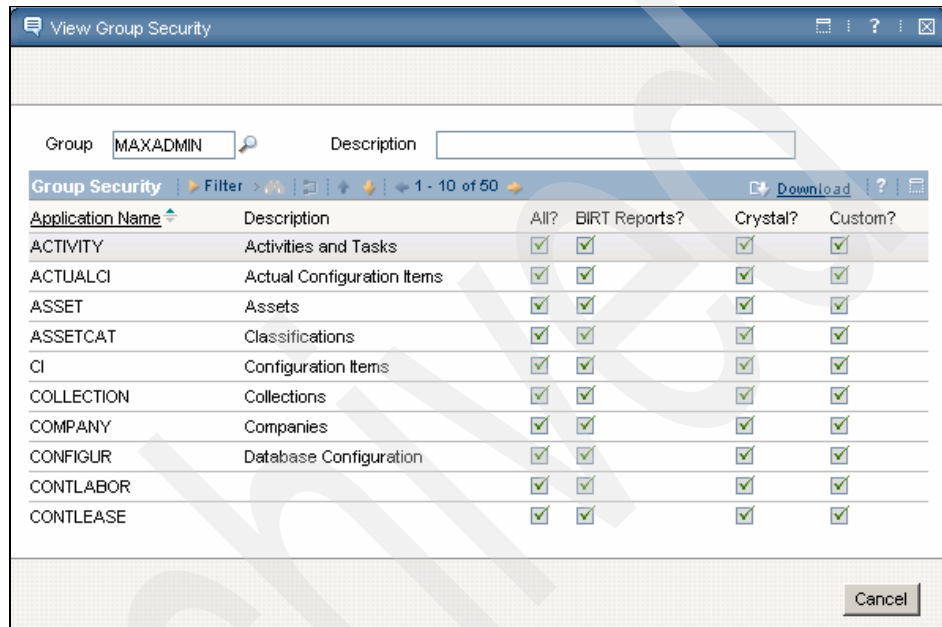 View Group Security ?
Group MAXADMIN Description
Group Security Filter 1 - 10 of 50 Download ?
Application Name Description All? BIRT Reports? Crystal? Custom?
ACTIVITY Activities and Tasks
ACTUALCI Actual Configuration Items
ASSET Assets
ASSETCAT Classifications
CI Configuration Items
COLLECTION Collections
COMPANY Companies
CONFIGUR Database Configuration
CONTLABOR
CONTLEASE
Cancel